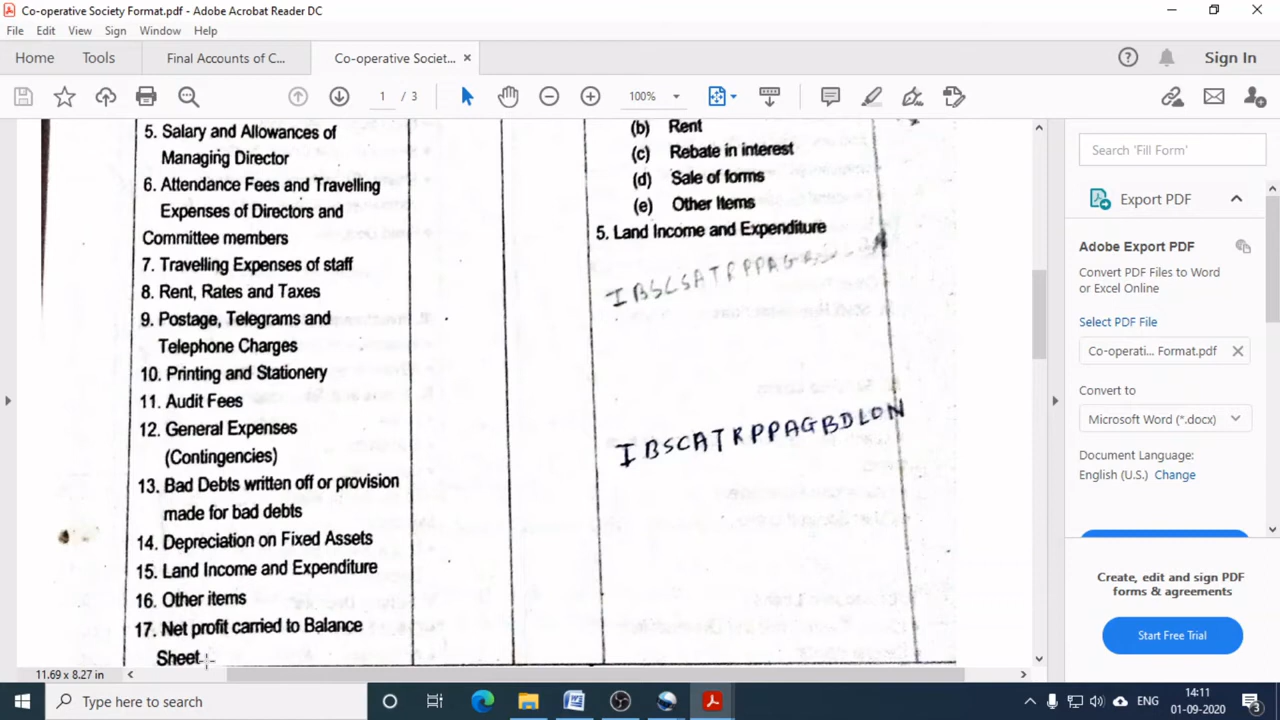 Co-operative Society Format.pdf - Adobe Acrobat Reader DC
File Edit View Sign Window Help
Home Tools Final Accounts of C... Co-operative Societ... × Sign In
1 / 3 100%
5. Salary and Allowances of
Managing Director
6. Attendance Fees and Travelling
Expenses of Directors and
Committee members
7. Travelling Expenses of staff
8. Rent, Rates and Taxes
9. Postage, Telegrams and
Telephone Charges
10. Printing and Stationery
11. Audit Fees
12. General Expenses
(Contingencies)
13. Bad Debts written off or provision
made for bad debts
14. Depreciation on Fixed Assets
15. Land Income and Expenditure
16. Other items
17. Net profit carried to Balance
Sheet
(b) Rent
(c) Rebate in interest
(d) Sale of forms
(e) Other Items
5. Land Income and Expenditure
IBSCATRPPAGBDLON
Search 'Fill Form'
Export PDF
Adobe Export PDF
Convert PDF Files to Word
or Excel Online
Select PDF File
Co-operati... Format.pdf
Convert to
Microsoft Word (*.docx)
Document Language:
English (U.S.) Change
Create, edit and sign PDF
forms & agreements
Start Free Trial
11.69 x 8.27 in
Type here to search
ENG
14:11
01-09-2020
3